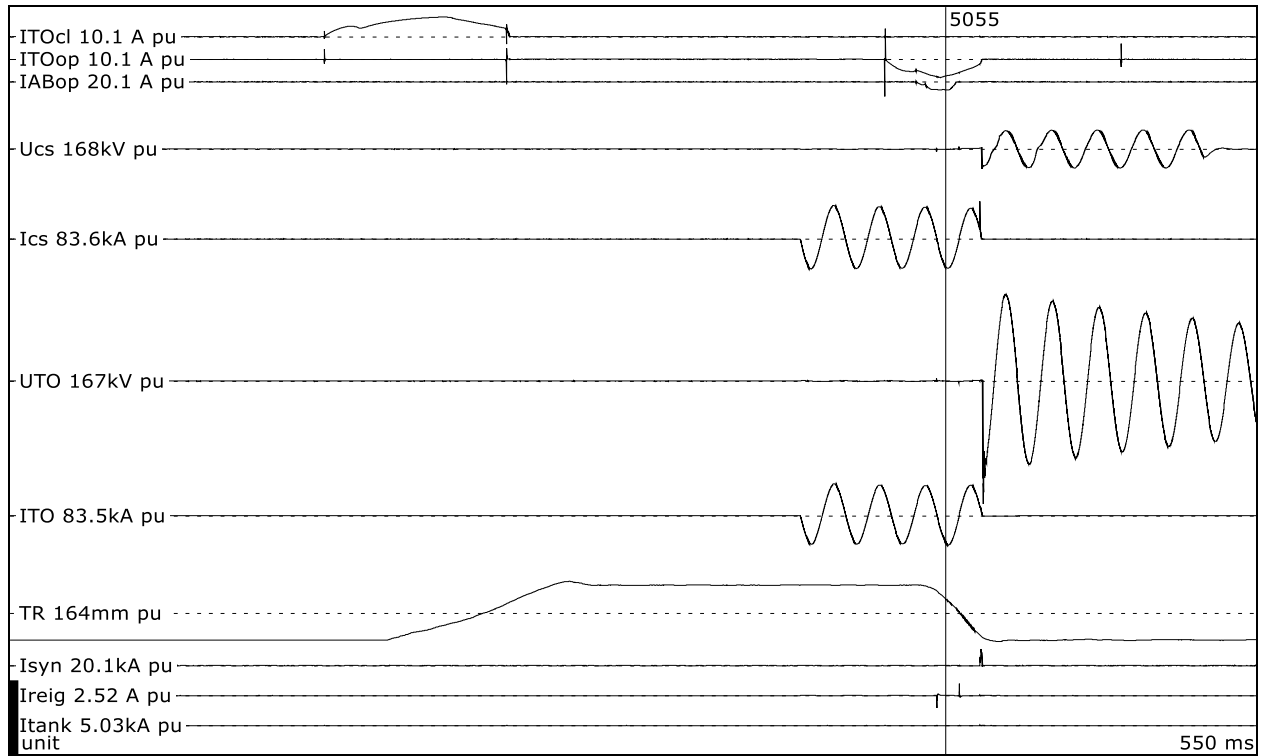 5055
ITOcl 10.1 A pu
ITOop 10.1 A pu
IABop 20.1 A pu
Ucs 168kV pu
Ics 83.6kA pu
UTO 167kV pu
ITO 83.5kA pu
TR 164mm pu
Isyn 20.1kA pu
Ireig 2.52 A pu
Itank 5.03kA pu
unit
550 ms